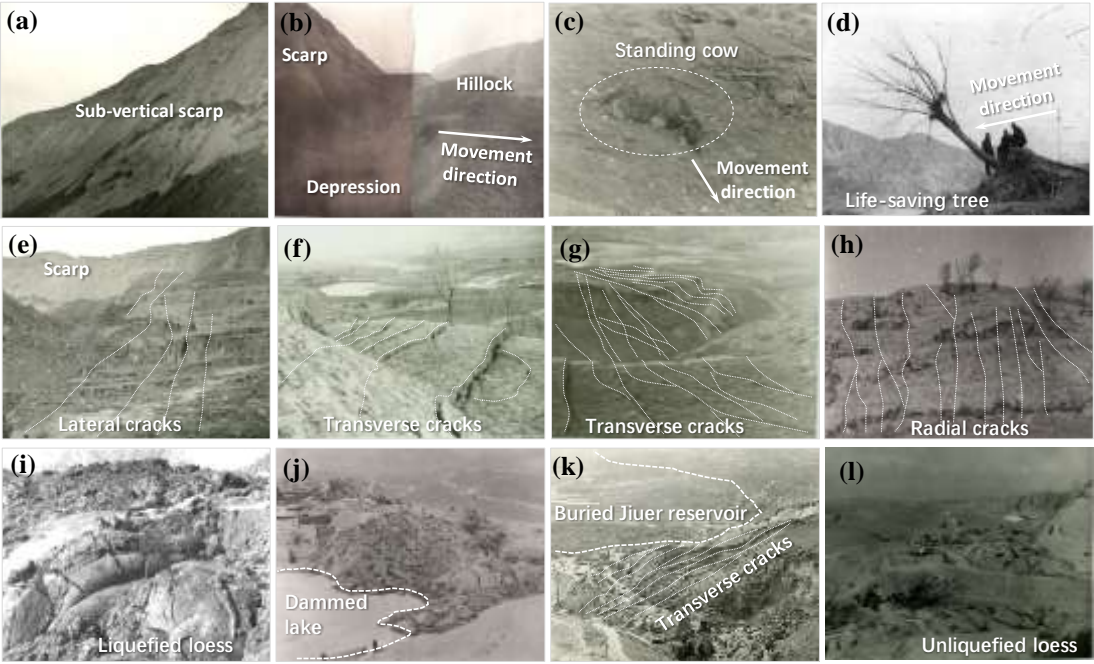 (a)
Sub-vertical scarp
(b)
Scarp
Hillock
Movement
direction
Depression
(c)
Standing cow
Movement
direction
(d)
Movement
direction
Life-saving tree
(e)
Scarp
Lateral cracks
(f)
Transverse cracks
(g)
Transverse cracks
(h)
Radial cracks
(i)
Liquefied loess
(j)
Dammed
lake
(k)
Buried Jiuer reservoir
Transverse cracks
(l)
Unliquefied loess